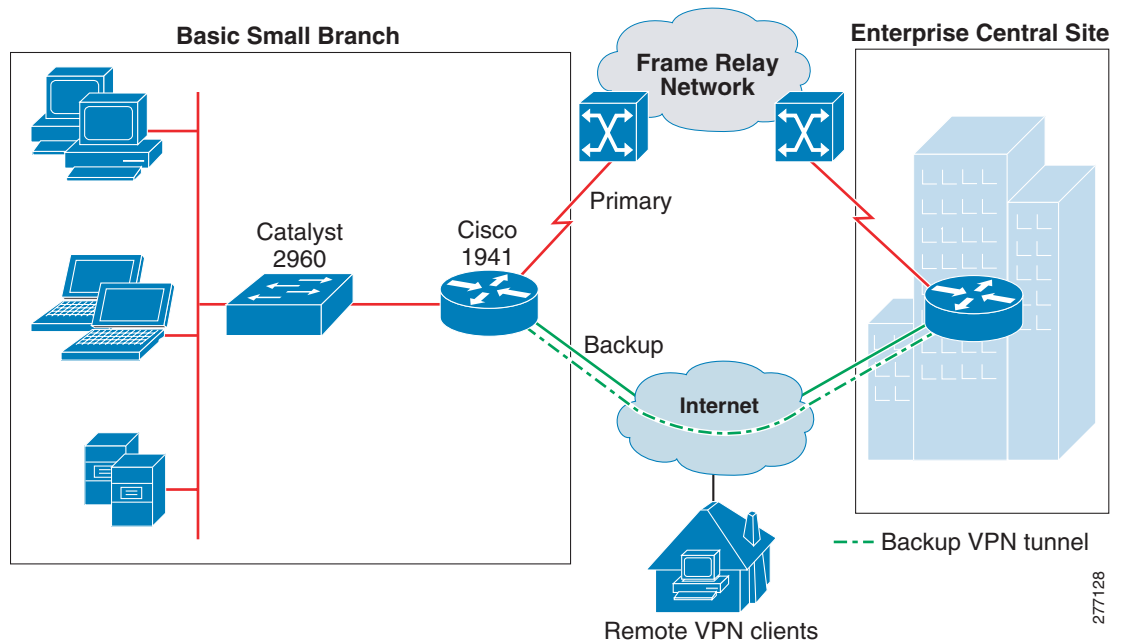 Basic Small Branch
Enterprise Central Site
Frame Relay
Network
Primary
Catalyst
2960
Cisco
1941
Backup
Internet
Backup VPN tunnel
Remote VPN clients
277128